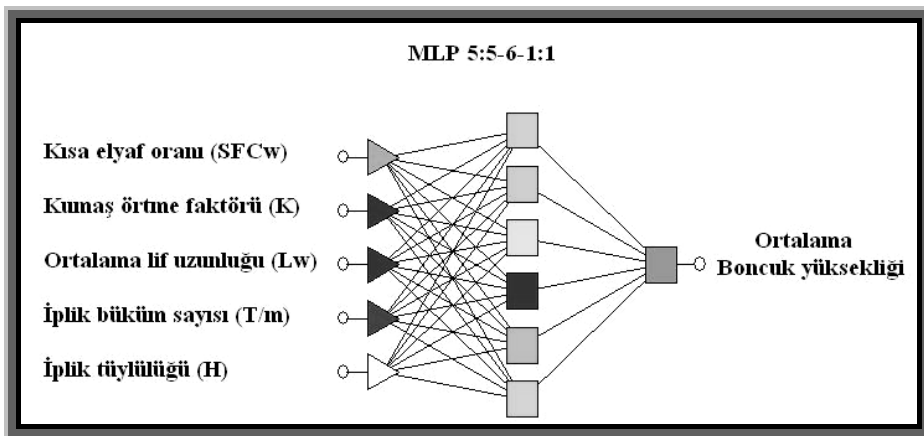 MLP 5:5-6-1:1
Kısa elyaf oranı (SFCw)
Kumaş örtme faktörü (K)
Ortalama lif uzunluğu (Lw)
İplik büküm sayısı (T/m)
İplik tüylülüğü (H)
Ortalama
Boncuk yüksekliği